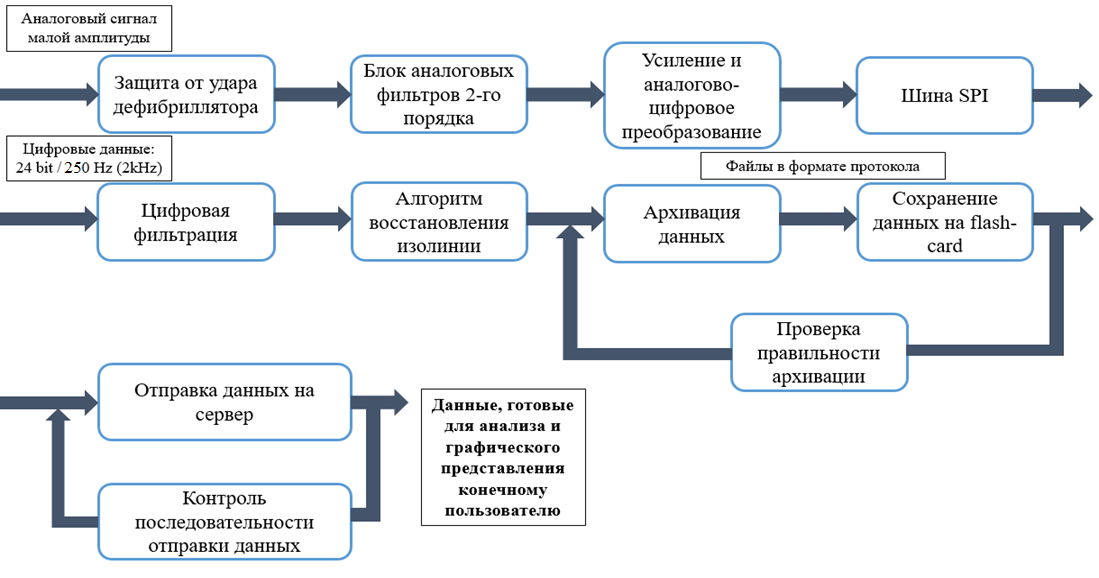 Аналоговый сигнал
малой амплитуды
Защита от удара
дефибриллятора
Блок аналоговых
фильтров 2-го
порядка
Усиление и
аналогово-
цифровое
преобразование
Шина SPI
Цифровые данные:
24 bit / 250 Hz (2kHz)
Файлы в формате протокола
Цифровая
фильтрация
Алгоритм
восстановления
изолинии
Архивация
данных
Сохранение
данных на flash-
card
Проверка
правильности
архивации
Отправка данных на
сервер
Данные, готовые
для анализа и
графического
представления
конечному
пользователю
Контроль
последовательности
отправки данных